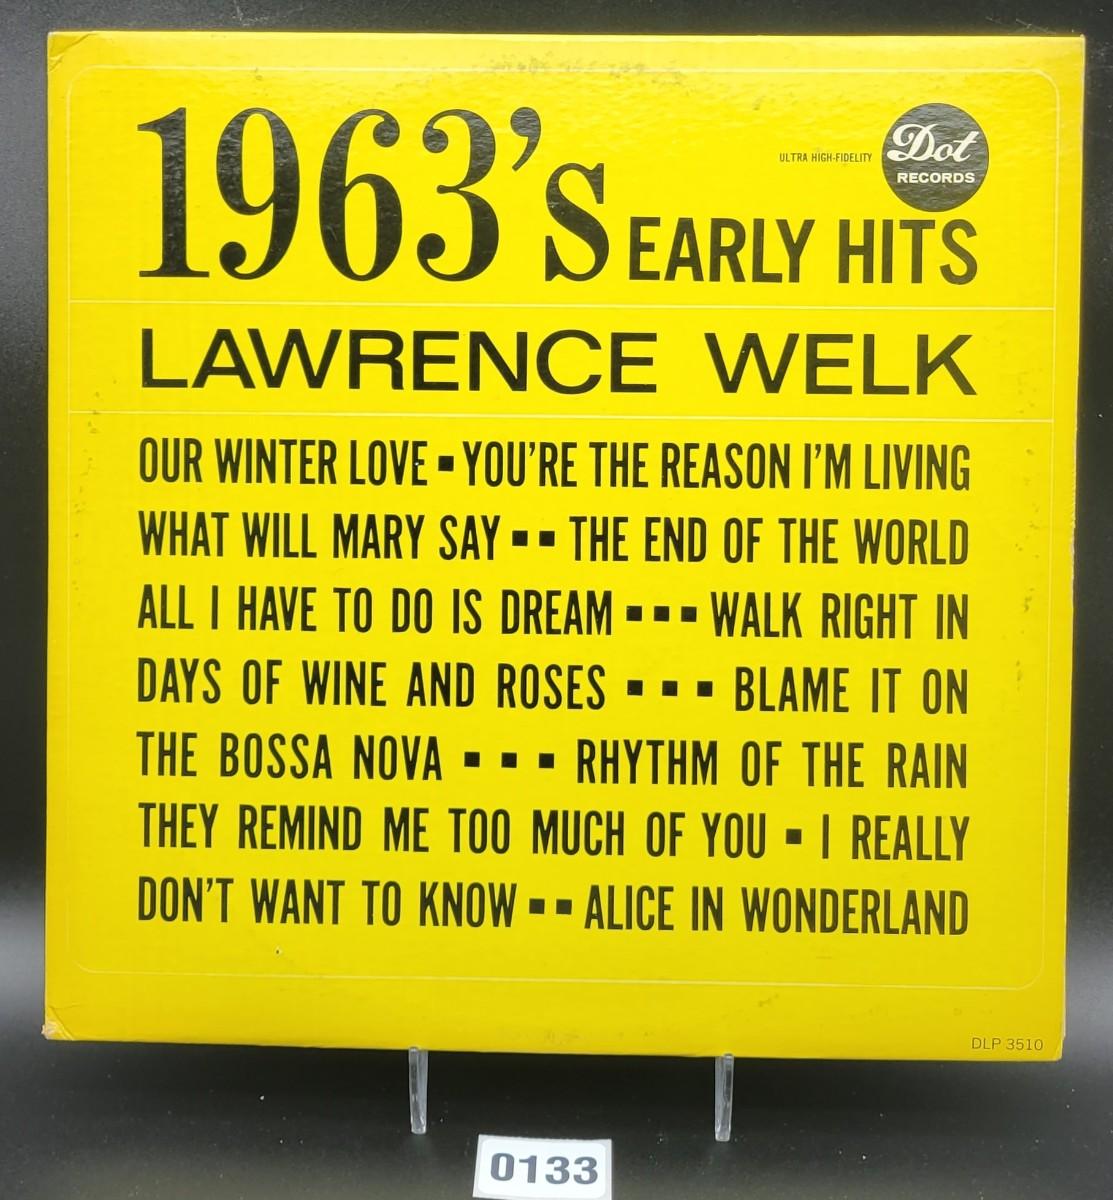 1963's EARLY HITS
ULTRA HIGH-FIDELITY
Dot
RECORDS
LAWRENCE WELK
OUR WINTER LOVE ▪ YOU'RE THE REASON I'M LIVING
WHAT WILL MARY SAY ▪ ▪ THE END OF THE WORLD
ALL I HAVE TO DO IS DREAM ▪ ▪ ▪ WALK RIGHT IN
DAYS OF WINE AND ROSES ▪ ▪ ▪ BLAME IT ON
THE BOSSA NOVA ▪ ▪ ▪ RHYTHM OF THE RAIN
THEY REMIND ME TOO MUCH OF YOU ▪ I REALLY
DON'T WANT TO KNOW ▪ ▪ ALICE IN WONDERLAND
DLP 3510
0133